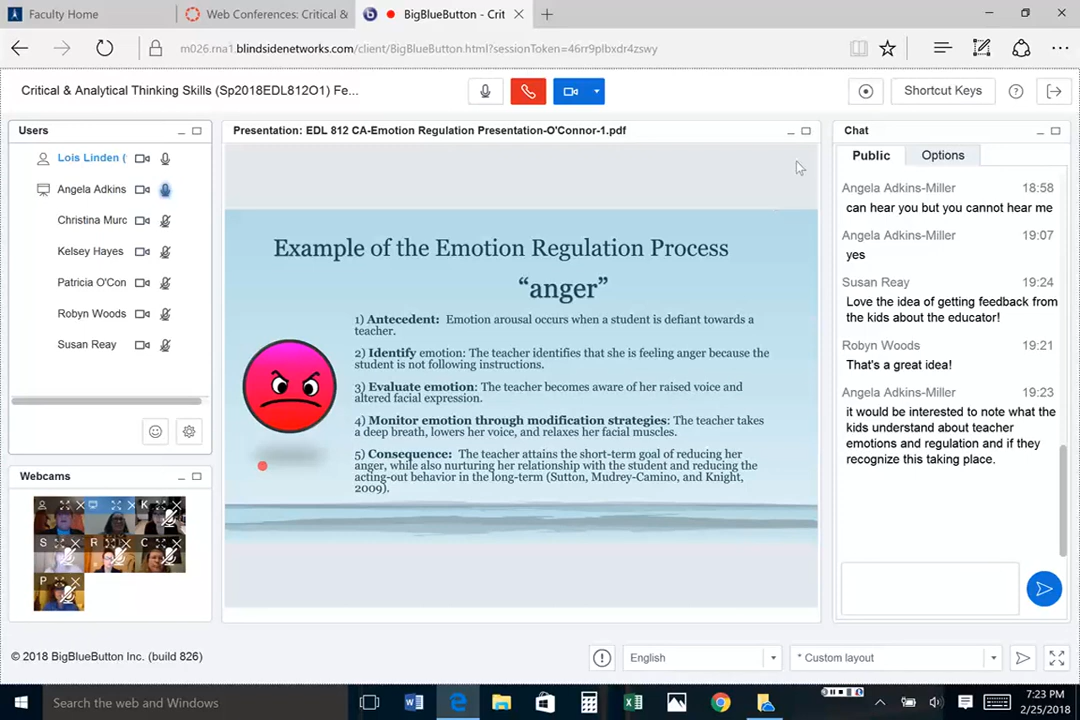 Faculty Home
Web Conferences: Critical &
BigBlueButton - Crit
m026.rna1.blindsidenetworks.com/client/BigBlueButton.html?sessionToken=46rr9plbxdr4zswy
Critical & Analytical Thinking Skills (Sp2018EDL812O1) Fe...
Shortcut Keys
Users
Lois Linden (
Angela Adkins
Christina Murc
Kelsey Hayes
Patricia O'Con
Robyn Woods
Susan Reay
Webcams
K
S R C
P
Presentation: EDL 812 CA-Emotion Regulation Presentation-O'Connor-1.pdf
Example of the Emotion Regulation Process
“anger”
1) Antecedent: Emotion arousal occurs when a student is defiant towards a
teacher.
2) Identify emotion: The teacher identifies that she is feeling anger because the
student is not following instructions.
3) Evaluate emotion: The teacher becomes aware of her raised voice and
altered facial expression.
4) Monitor emotion through modification strategies: The teacher takes
a deep breath, lowers her voice, and relaxes her facial muscles.
5) Consequence: The teacher attains the short-term goal of reducing her
anger, while also nurturing her relationship with the student and reducing the
acting-out behavior in the long-term (Sutton, Mudrey-Camino, and Knight,
2009).
Chat
Public Options
Angela Adkins-Miller 18:58
can hear you but you cannot hear me
Angela Adkins-Miller 19:07
yes
Susan Reay 19:24
Love the idea of getting feedback from
the kids about the educator!
Robyn Woods 19:21
That's a great idea!
Angela Adkins-Miller 19:23
it would be interested to note what the
kids understand about teacher
emotions and regulation and if they
recognize this taking place.
© 2018 BigBlueButton Inc. (build 826)
English
* Custom layout
Search the web and Windows
7:23 PM
2/25/2018